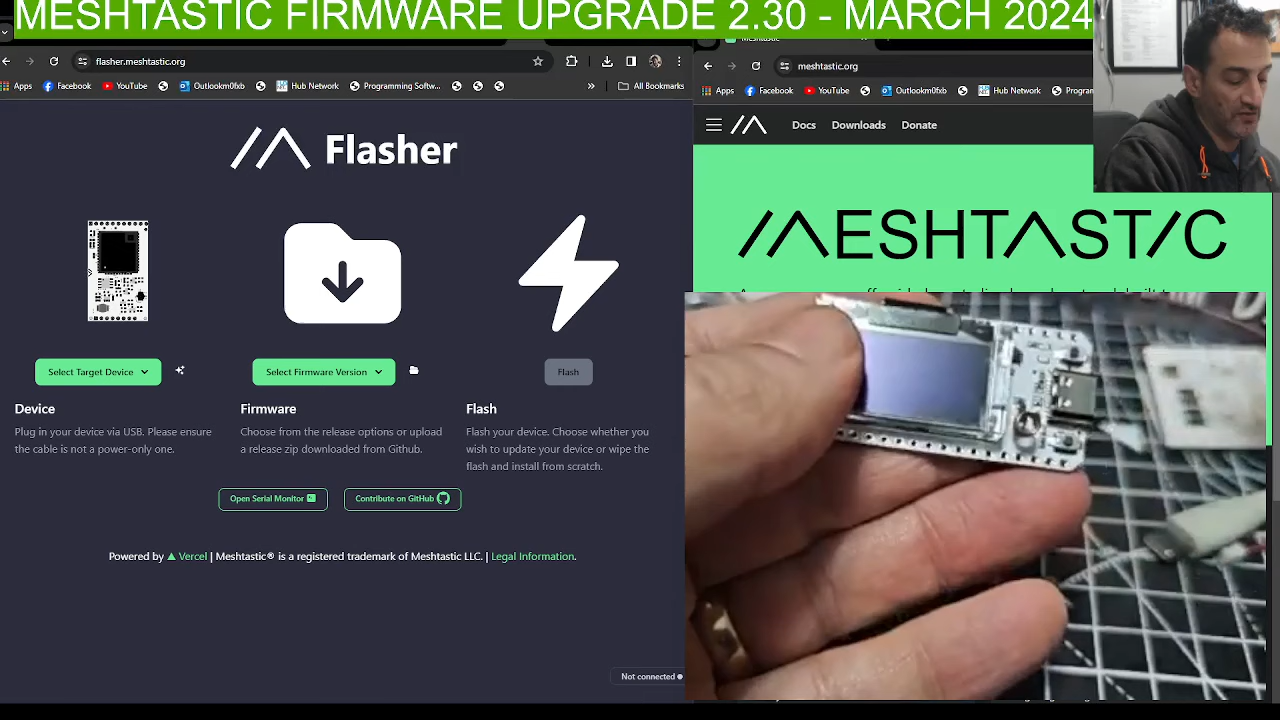 MESHTASTIC FIRMWARE UPGRADE 2.30 - MARCH 2024
flasher.meshtastic.org
Apps Facebook YouTube Outlookm0fxb Hub Network Programming Softw... All Bookmarks
Flasher
Select Target Device
Select Firmware Version
Flash
Device
Plug in your device via USB. Please ensure
the cable is not a power-only one.
Firmware
Choose from the release options or upload
a release zip downloaded from Github.
Flash
Flash your device. Choose whether you
wish to update your device or wipe the
flash and install from scratch.
Open Serial Monitor
Contribute on GitHub
Powered by Vercel | Meshtastic® is a registered trademark of Meshtastic LLC. | Legal Information.
Not connected
Meshtastic
meshtastic.org
Apps Facebook YouTube Outlookm0fxb Hub Network Progra
Docs Downloads Donate
MESHTASTIC